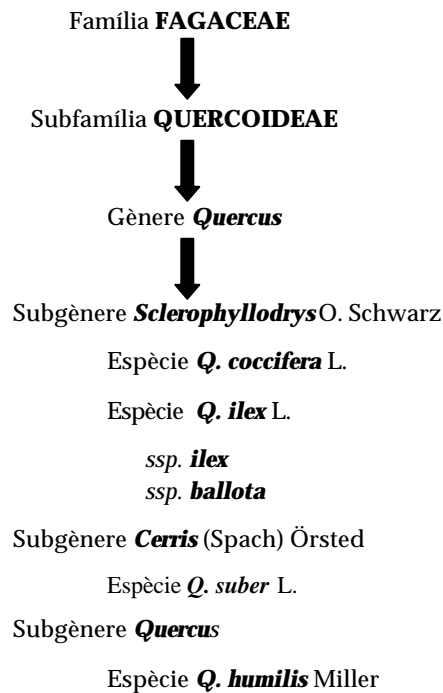 Família FAGACEAE
Subfamília QUERCOIDEAE
Gènere Quercus
Subgènere Sclerophyllodrys O. Schwarz
Espècie Q. coccifera L.
Espècie Q. ilex L.
ssp. ilex
ssp. ballota
Subgènere Cerris (Spach) Örsted
Espècie Q. suber L.
Subgènere Quercus
Espècie Q. humilis Miller